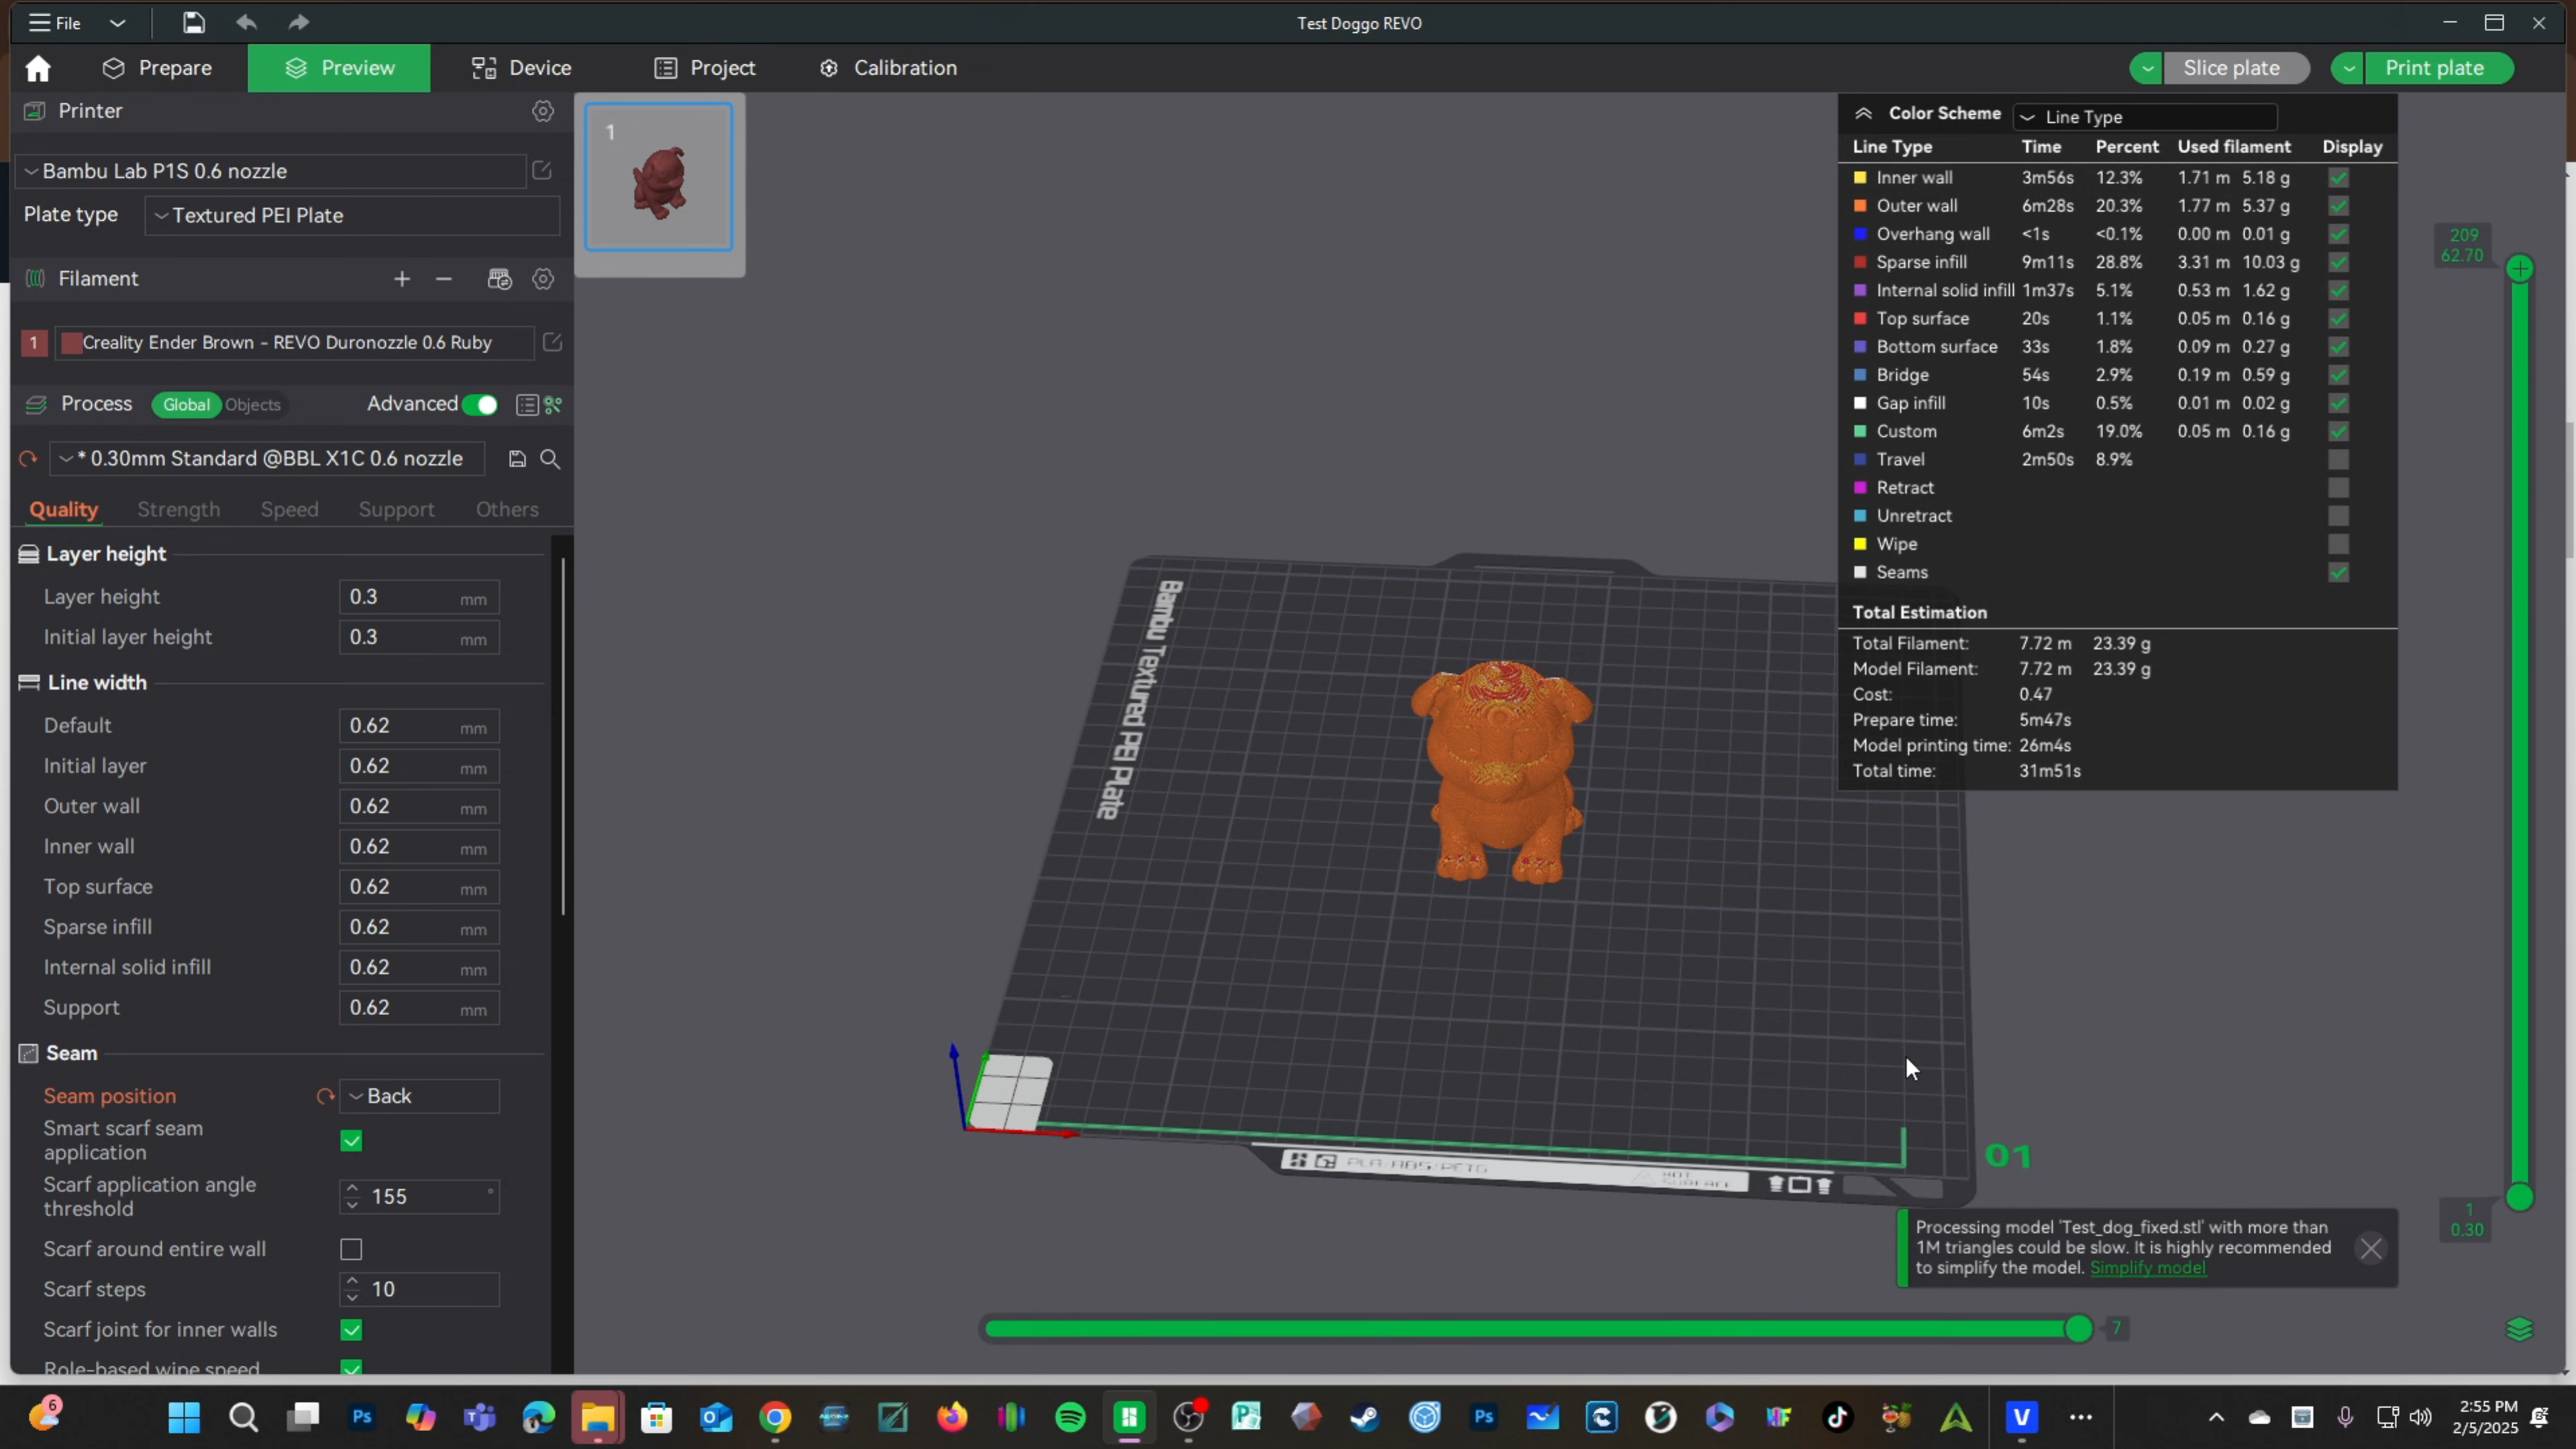 File
Test Doggo REVO
Prepare
Preview
Device
Project
Calibration
Slice plate
Print plate
Printer
Bambu Lab P1S 0.6 nozzle
Plate type
Textured PEI Plate
Filament
1
Creality Ender Brown - REVO Duronozzle 0.6 Ruby
Process
Global
Objects
Advanced
* 0.30mm Standard @BBL X1C 0.6 nozzle
Quality
Strength
Speed
Support
Others
Layer height
Layer height 0.3 mm
Initial layer height 0.3 mm
Line width
Default 0.62 mm
Initial layer 0.62 mm
Outer wall 0.62 mm
Inner wall 0.62 mm
Top surface 0.62 mm
Sparse infill 0.62 mm
Internal solid infill 0.62 mm
Support 0.62 mm
Seam
Seam position Back
Smart scarf seam
application
Scarf application angle
threshold
155 °
Scarf around entire wall
Scarf steps 10
Scarf joint for inner walls
Role-based wipe speed
1
Bambu Textured PEI Plate
PLA/ABS/PETG
HOT
SURFACE
01
Color Scheme Line Type
Line Type Time Percent Used filament Display
Inner wall 3m56s 12.3% 1.71 m 5.18 g
Outer wall 6m28s 20.3% 1.77 m 5.37 g
Overhang wall <1s <0.1% 0.00 m 0.01 g
Sparse infill 9m11s 28.8% 3.31 m 10.03 g
Internal solid infill 1m37s 5.1% 0.53 m 1.62 g
Top surface 20s 1.1% 0.05 m 0.16 g
Bottom surface 33s 1.8% 0.09 m 0.27 g
Bridge 54s 2.9% 0.19 m 0.59 g
Gap infill 10s 0.5% 0.01 m 0.02 g
Custom 6m2s 19.0% 0.05 m 0.16 g
Travel 2m50s 8.9%
Retract
Unretract
Wipe
Seams
Total Estimation
Total Filament: 7.72 m 23.39 g
Model Filament: 7.72 m 23.39 g
Cost: 0.47
Prepare time: 5m47s
Model printing time: 26m4s
Total time: 31m51s
209
62.70
1
0.30
Processing model 'Test_dog_fixed.stl' with more than
1M triangles could be slow. It is highly recommended
to simplify the model. Simplify model
7
6
Ps
Ps
V
2:55 PM
2/5/2025